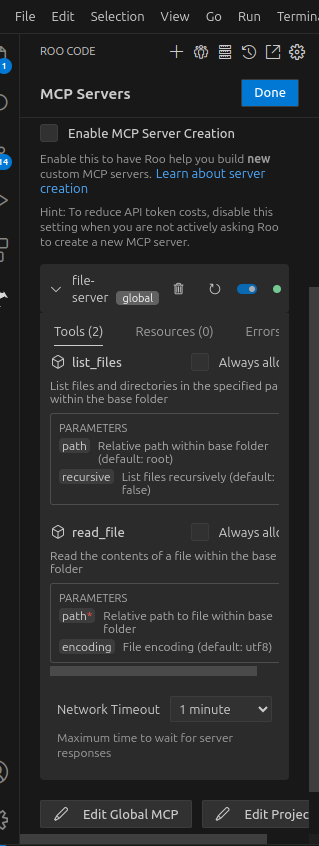 File Edit Selection View Go Run Termin
ROO CODE
1
MCP Servers
Done
Enable MCP Server Creation
14
Enable this to have Roo help you build new
custom MCP servers. Learn about server
creation
Hint: To reduce API token costs, disable this
setting when you are not actively asking Roo
to create a new MCP server.
file-
server global
Tools (2) Resources (0) Errors
list_files Always allo
List files and directories in the specified pa
within the base folder
PARAMETERS
path Relative path within base folder
(default: root)
recursive List files recursively (default:
false)
read_file Always allo
Read the contents of a file within the base
folder
PARAMETERS
path* Relative path to file within base
folder
encoding File encoding (default: utf8)
Network Timeout 1 minute
Maximum time to wait for server
responses
Edit Global MCP Edit Projec